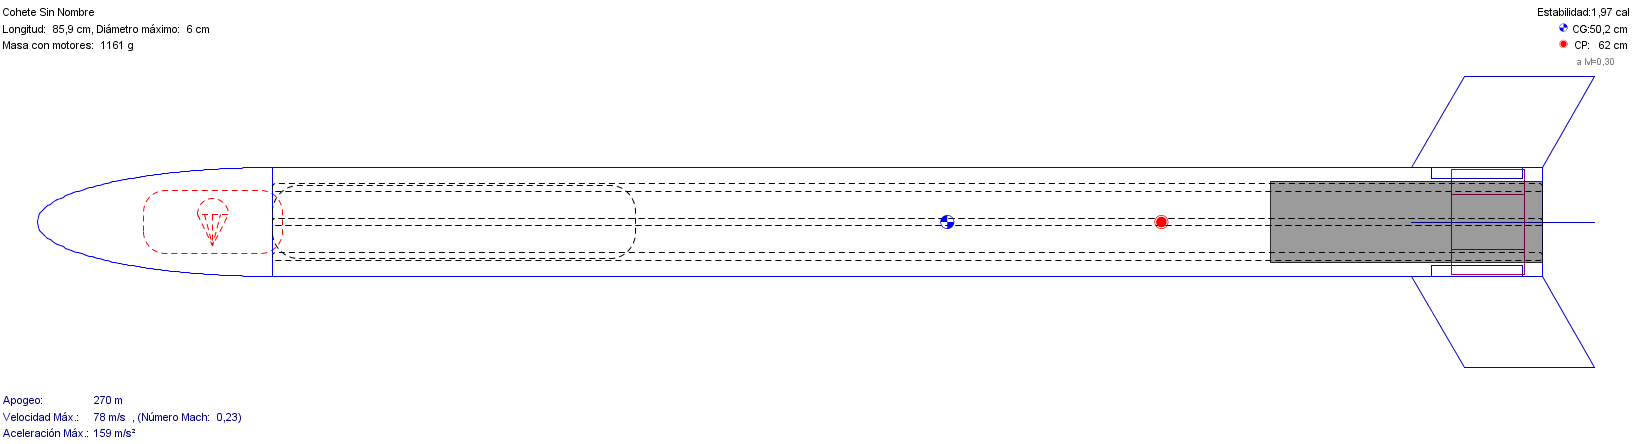 Cohete Sin Nombre
Longitud: 85,9 cm, Diámetro máximo: 6 cm
Masa con motores: 1161 g
Estabilidad:1,97 cal
CG:50,2 cm
CP: 62 cm
a M=0,30
Apogeo: 270 m
Velocidad Máx.: 78 m/s , (Número Mach: 0,23)
Aceleración Máx.: 159 m/s²